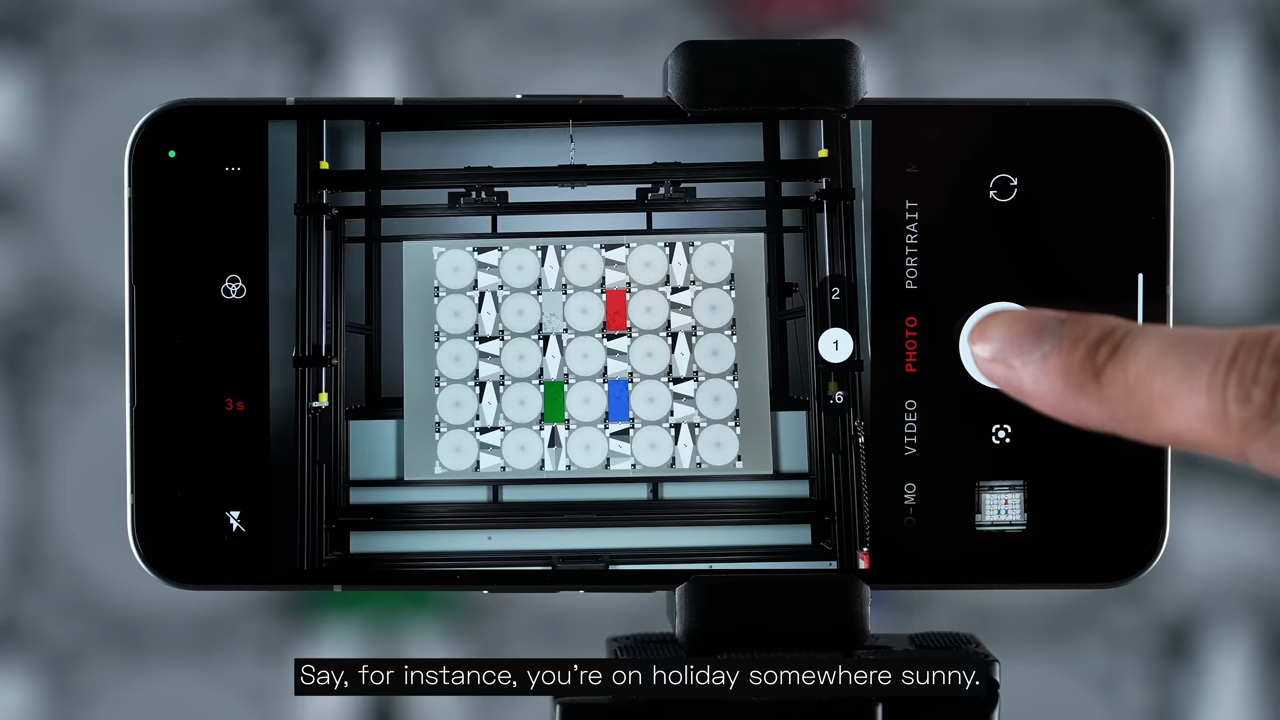 ...
3s
2
1
.6
N
PORTRAIT
PHOTO
VIDEO
O-MO
Say, for instance, you're on holiday somewhere sunny.